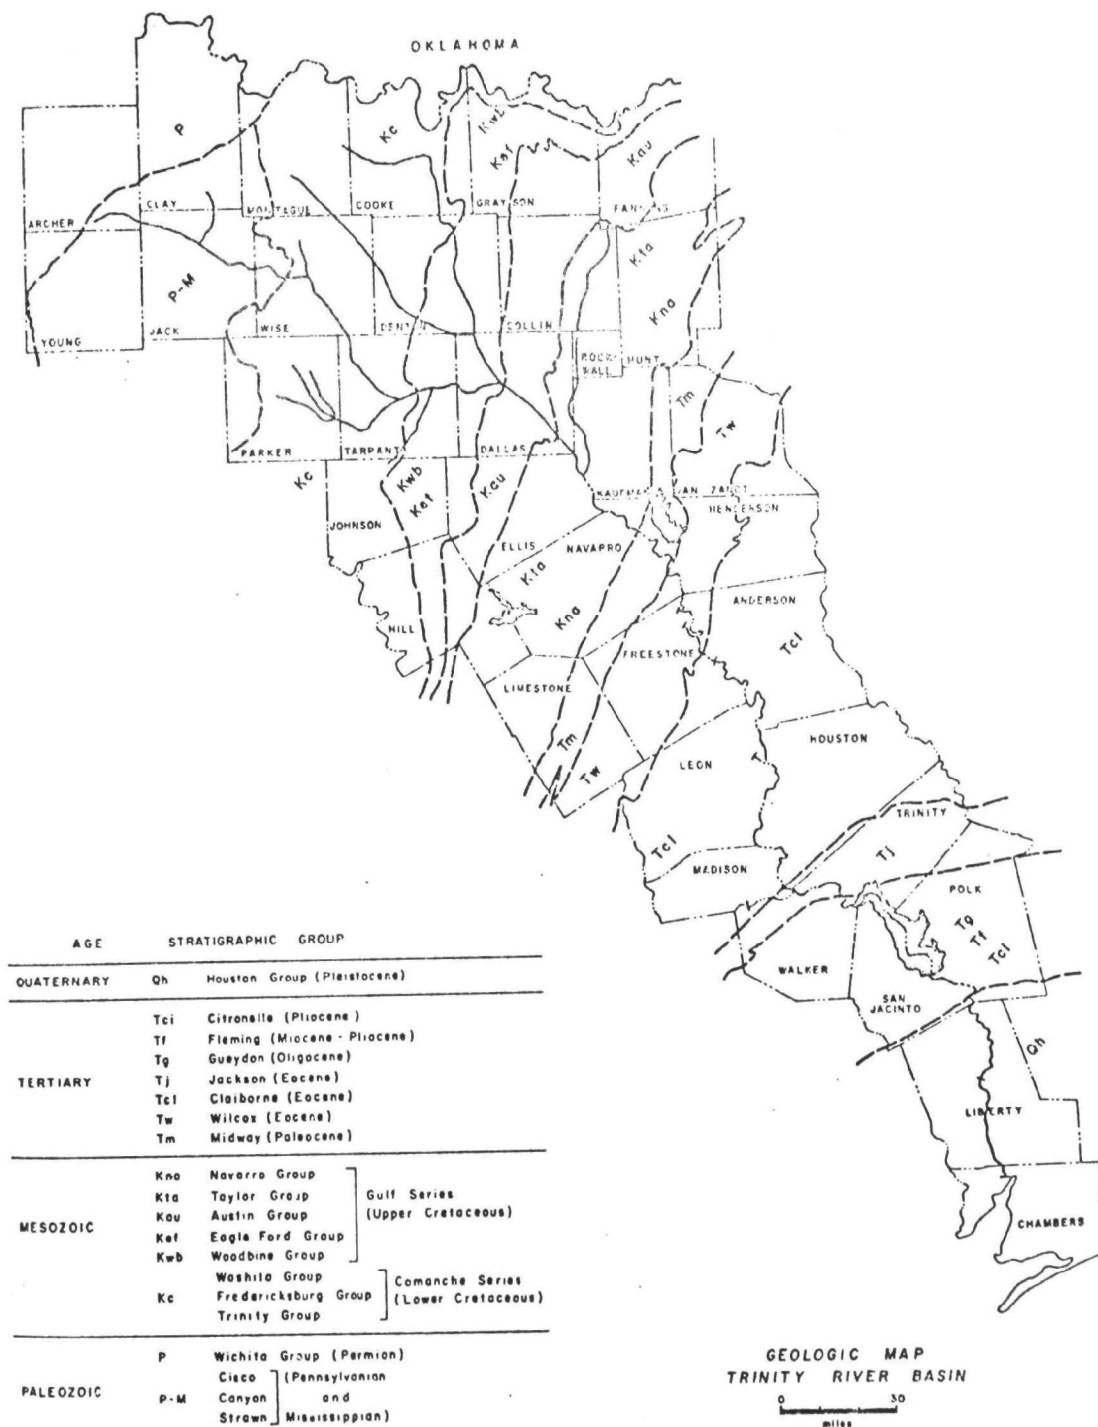 OKLAHOMA
P
Kc
Kwb
Kef
Kau
CLAY
MONTAGUE
COOKE
GRAYSON
FANNING
ARCHER
Kta
P-M
Kna
YOUNG
JACK
WISE
DENTON
COLLIN
ROCK-
WALL
HUNT
Tm
Tw
PARKER
TARRANT
DALLAS
Kc
Kwb
Kef
Kau
KAUFMAN
VAN ZANDT
HENDERSON
JOHNSON
ELLIS
NAVARRO
Kta
Kna
ANDERSON
HILL
FREESTONE
Tcl
LIMESTONE
HOUSTON
Tm
Tw
LEON
TRINITY
Tcl
Tj
MADISON
POLK
Tg
Tf
Tcl
WALKER
SAN
JACINTO
Qh
LIBERTY
CHAMBERS
AGE STRATIGRAPHIC GROUP
QUATERNARY Qh Houston Group (Pleistocene)
Tci Citronelle (Pliocene)
Tf Fleming (Miocene - Pliocene)
Tg Gueydon (Oligocene)
TERTIARY Tj Jackson (Eocene)
Tcl Claiborne (Eocene)
Tw Wilcox (Eocene)
Tm Midway (Paleocene)
Kna Navarro Group
Kta Taylor Group Gulf Series
MESOZOIC Kau Austin Group (Upper Cretaceous)
Kef Eagle Ford Group
Kwb Woodbine Group
Washita Group
Kc Fredericksburg Group Comanche Series
Trinity Group (Lower Cretaceous)
P Wichita Group (Permian)
PALEOZOIC Cisco (Pennsylvanian
P-M Canyon and
Strawn Mississippian)
GEOLOGIC MAP
TRINITY RIVER BASIN
0 30
miles